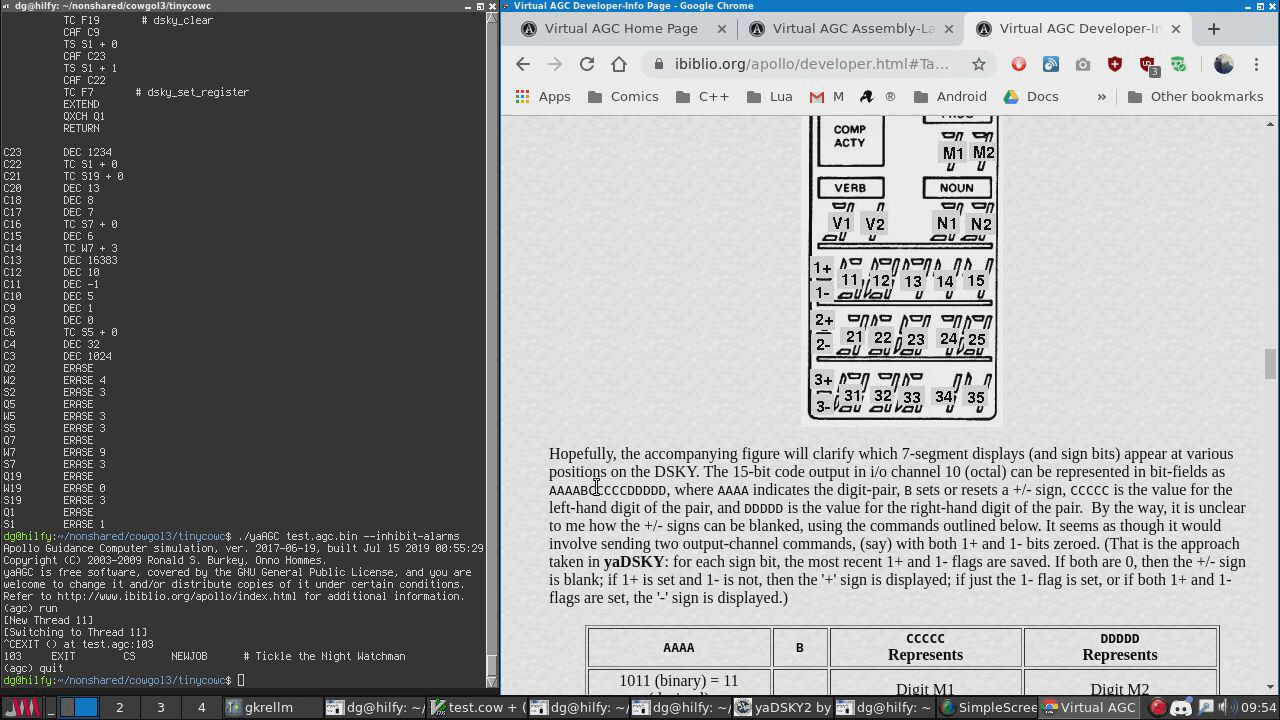 dg@hilfy: ~/nonshared/cowgol3/tinycowc
TC F19 # dsky_clear
CAF C9
TS S1 + 0
CAF C23
TS S1 + 1
CAF C22
TC F7 # dsky_set_register
EXTEND
QXCH Q1
RETURN
C23 DEC 1234
C22 TC S1 + 0
C21 TC S19 + 0
C20 DEC 13
C18 DEC 8
C17 DEC 7
C16 TC S7 + 0
C15 DEC 6
C14 TC W7 + 3
C13 DEC 16383
C12 DEC 10
C11 DEC -1
C10 DEC 5
C9 DEC 1
C8 DEC 0
C6 TC S5 + 0
C4 DEC 32
C3 DEC 1024
Q2 ERASE
W2 ERASE 4
S2 ERASE 3
Q5 ERASE
W5 ERASE 3
S5 ERASE 3
Q7 ERASE
W7 ERASE 9
S7 ERASE 3
Q19 ERASE
W19 ERASE 0
S19 ERASE 3
Q1 ERASE
S1 ERASE 1
dg@hilfy:~/nonshared/cowgol3/tinycowc$ ./yaAGC test.agc.bin --inhibit-alarms
Apollo Guidance Computer simulation, ver. 2017-06-19, built Jul 15 2019 00:55:29
Copyright (C) 2003-2009 Ronald S. Burkey, Onno Hommes.
yaAGC is free software, covered by the GNU General Public License, and you are
welcome to change it and/or distribute copies of it under certain conditions.
Refer to http://www.ibiblio.org/apollo/index.html for additional information.
(agc) run
[New Thread 11]
[Switching to Thread 11]
^CEXIT () at test.agc:103
103 EXIT CS NEWJOB # Tickle the Night Watchman
(agc) quit
dg@hilfy:~/nonshared/cowgol3/tinycowc$
Virtual AGC Developer-Info Page - Google Chrome
Virtual AGC Home Page
Virtual AGC Assembly-La
Virtual AGC Developer-In
ibiblio.org/apollo/developer.html#Ta...
3
Apps Comics C++ Lua M ® Android Docs » Other bookmarks
COMP
ACTY
M1 M2
VERB NOUN
V1 V2 N1 N2
1+ 11 12 13 14 15
1-
2+ 21 22 23 24 25
2-
3+ 31 32 33 34 35
3-
Hopefully, the accompanying figure will clarify which 7-segment displays (and sign bits) appear at various
positions on the DSKY. The 15-bit code output in i/o channel 10 (octal) can be represented in bit-fields as
AAAABCCCCCDDDDD, where AAAA indicates the digit-pair, B sets or resets a +/- sign, CCCCC is the value for the
left-hand digit of the pair, and DDDDD is the value for the right-hand digit of the pair. By the way, it is unclear
to me how the +/- signs can be blanked, using the commands outlined below. It seems as though it would
involve sending two output-channel commands, (say) with both 1+ and 1- bits zeroed. (That is the approach
taken in yaDSKY: for each sign bit, the most recent 1+ and 1- flags are saved. If both are 0, then the +/- sign
is blank; if 1+ is set and 1- is not, then the '+' sign is displayed; if just the 1- flag is set, or if both 1+ and 1-
flags are set, the '-' sign is displayed.)
AAAA B CCCCC Represents DDDDD Represents
1011 (binary) = 11 Digit M1 Digit M2
2 3 4 gkrellm dg@hilfy: ~/ test.cow + ( dg@hilfy: ~/ dg@hilfy: ~/ yaDSKY2 by dg@hilfy: ~ SimpleScree Virtual AGC 09:54